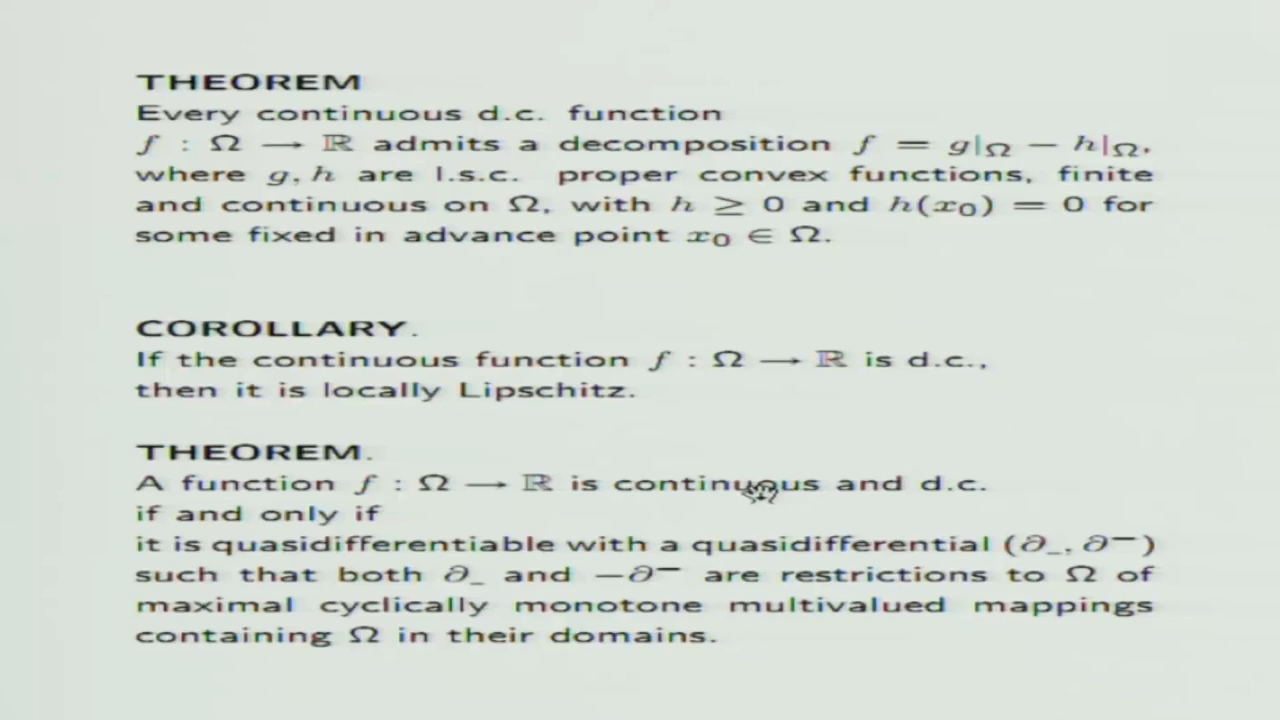 THEOREM
Every continuous d.c. function
f : Ω → ℝ admits a decomposition f = g|Ω − h|Ω,
where g, h are l.s.c. proper convex functions, finite
and continuous on Ω, with h ≥ 0 and h(x₀) = 0 for
some fixed in advance point x₀ ∈ Ω.
COROLLARY.
If the continuous function f : Ω → ℝ is d.c.,
then it is locally Lipschitz.
THEOREM.
A function f : Ω → ℝ is continuous and d.c.
if and only if
it is quasidifferentiable with a quasidifferential (∂₋, ∂⁻)
such that both ∂₋ and −∂⁻ are restrictions to Ω of
maximal cyclically monotone multivalued mappings
containing Ω in their domains.